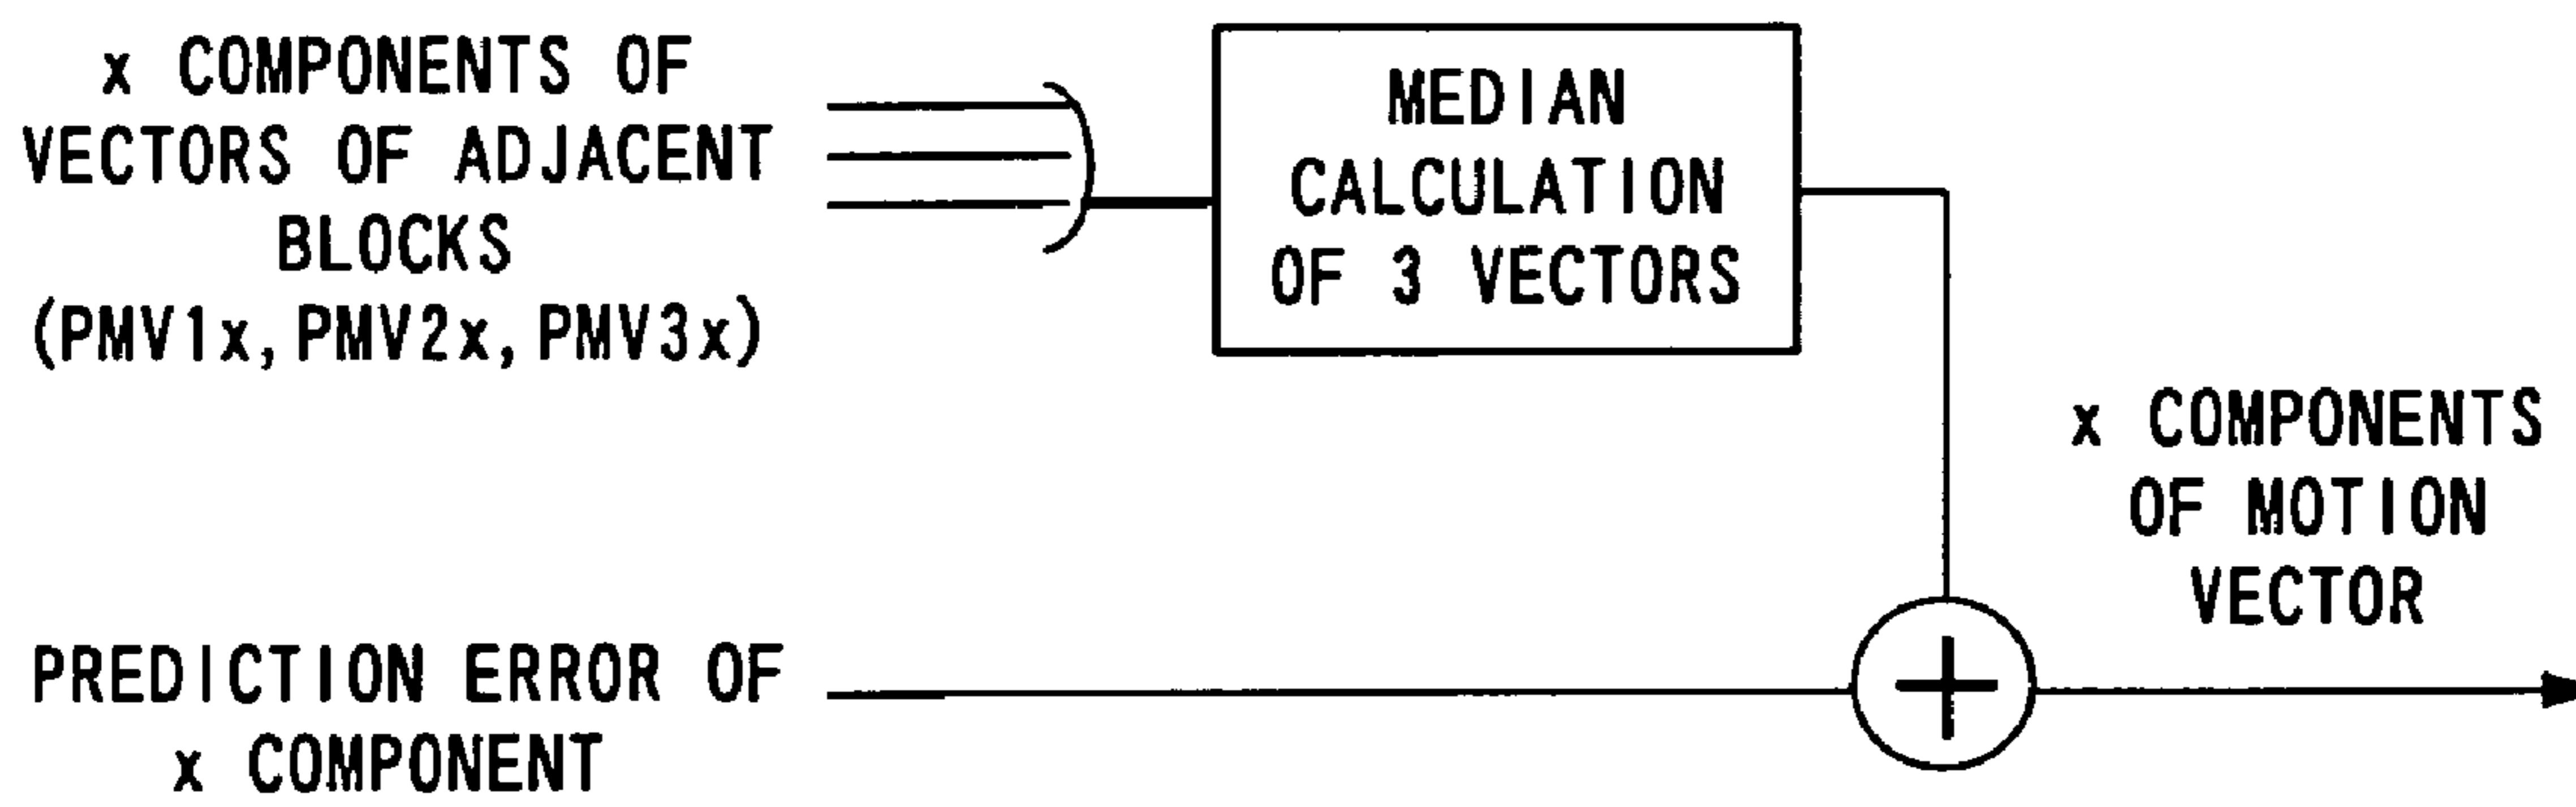 x COMPONENTS OF
VECTORS OF ADJACENT
BLOCKS
(PMV1x, PMV2x, PMV3x)
MEDIAN
CALCULATION
OF 3 VECTORS
x COMPONENTS
OF MOTION
VECTOR
PREDICTION ERROR OF
x COMPONENT
+